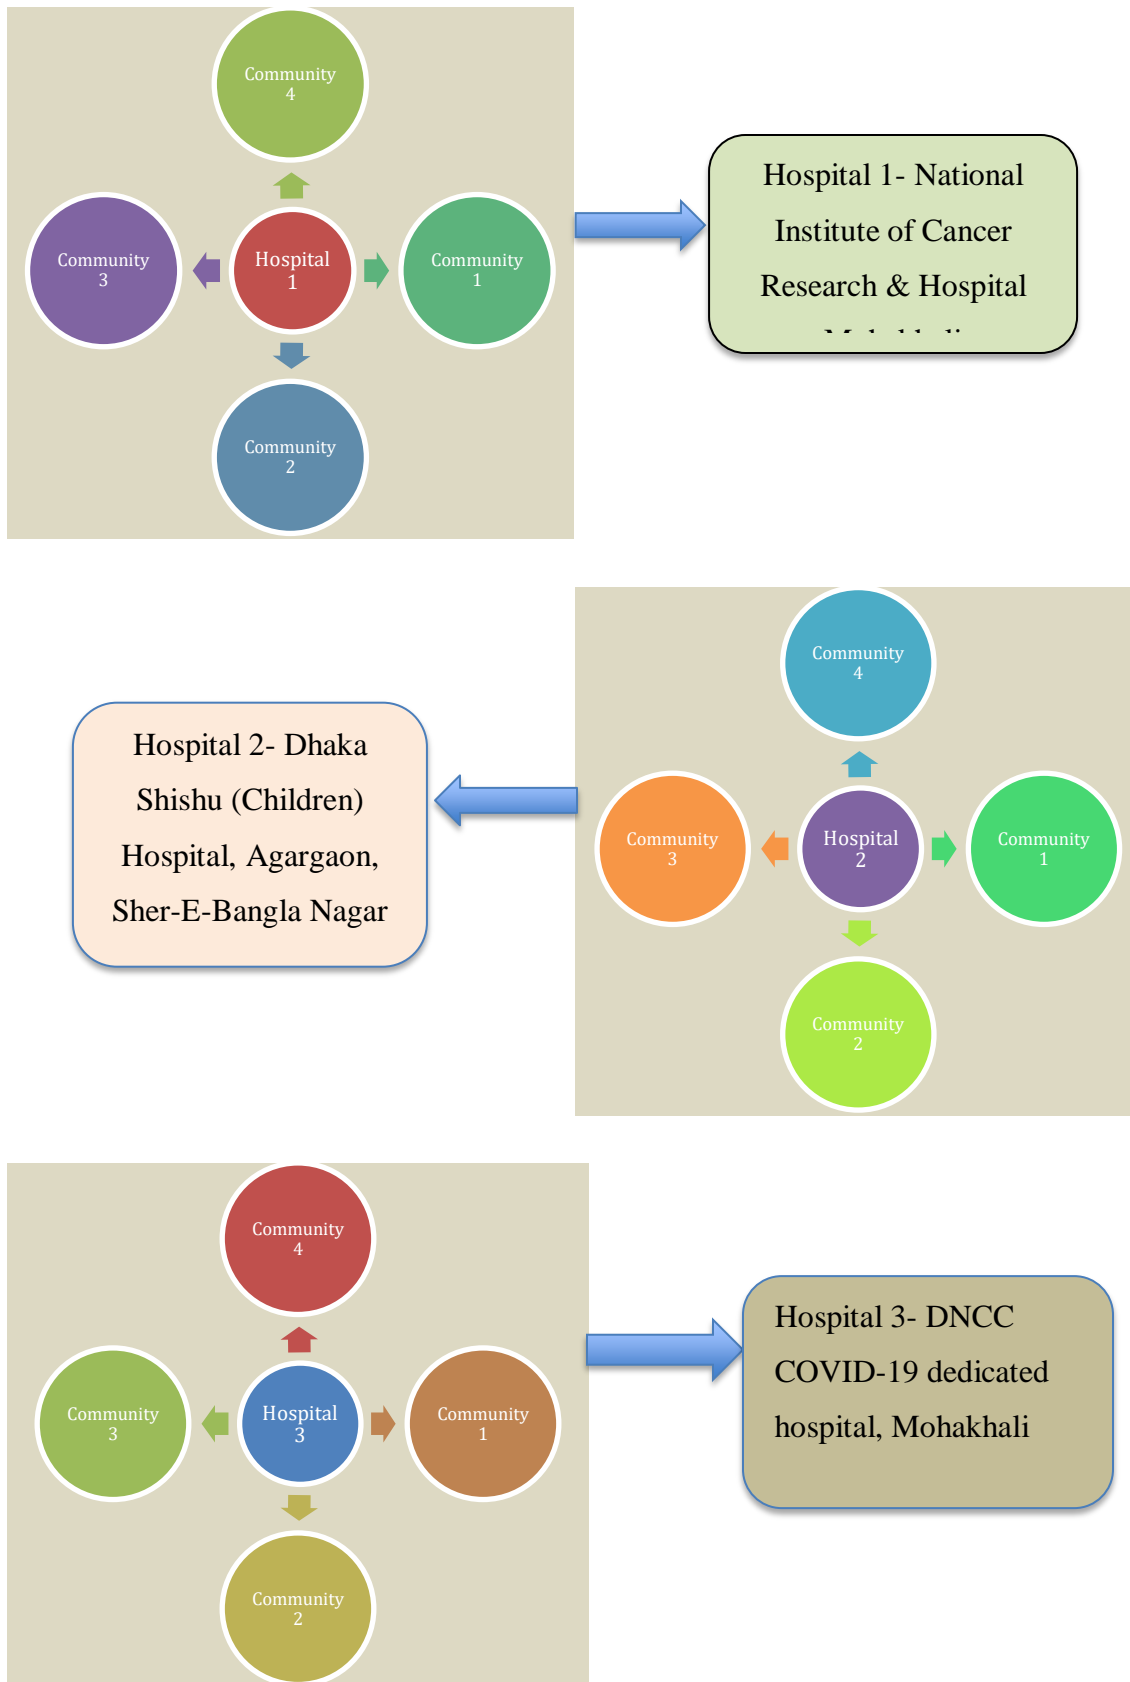 Community
4
Community
3
Hospital
1
Community
1
Community
2
Hospital 1- National
Institute of Cancer
Research & Hospital
Community
4
Community
3
Hospital
2
Community
1
Community
2
Hospital 2- Dhaka
Shishu (Children)
Hospital, Agargaon,
Sher-E-Bangla Nagar
Community
4
Community
3
Hospital
3
Community
1
Community
2
Hospital 3- DNCC
COVID-19 dedicated
hospital, Mohakhali